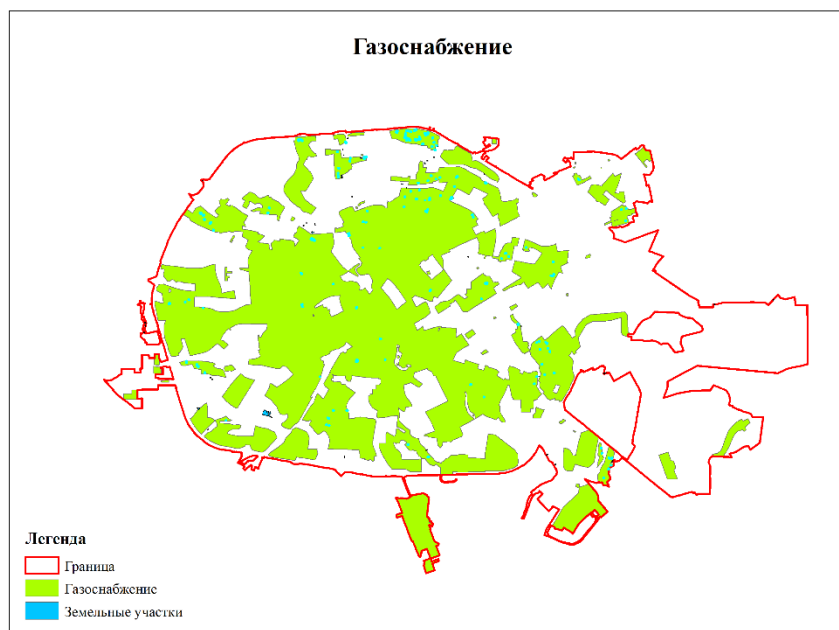 Газоснабжение
Легенда
Граница
Газоснабжение
Земельные участки